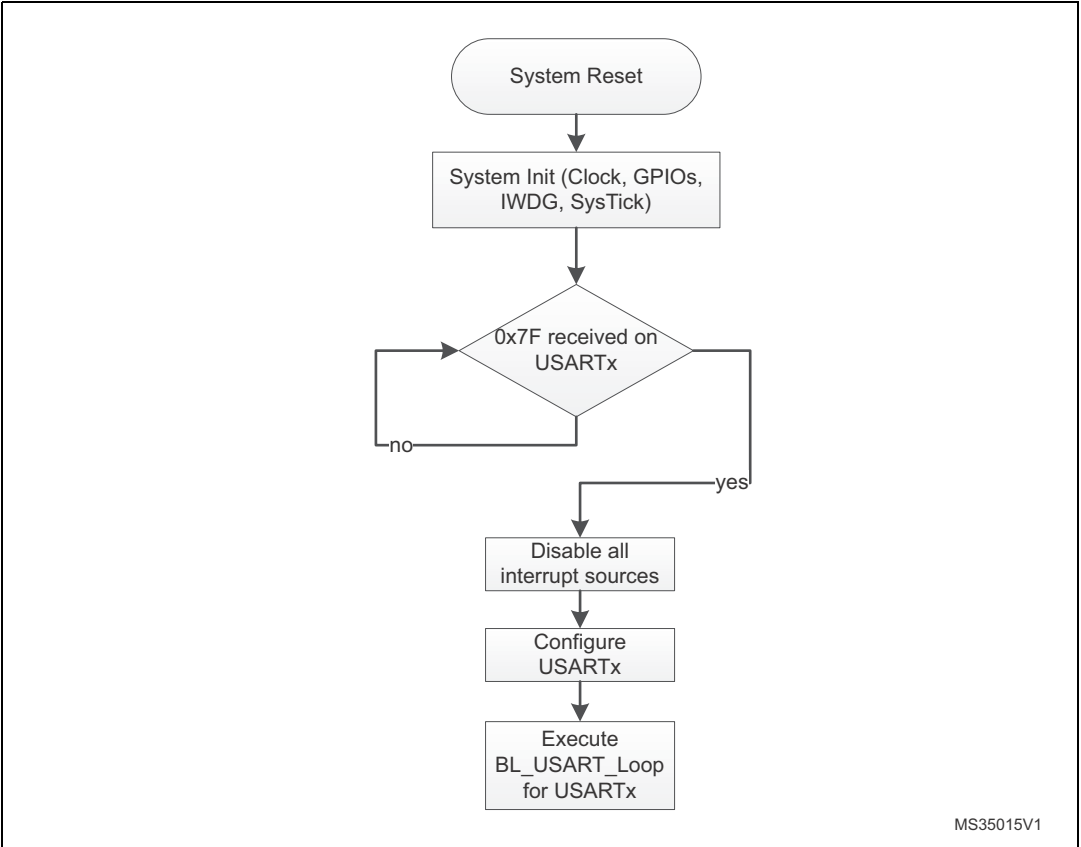 System Reset
System Init (Clock, GPIOs,
IWDG, SysTick)
0x7F received on
USARTx
no
yes
Disable all
interrupt sources
Configure
USARTx
Execute
BL_USART_Loop
for USARTx
MS35015V1